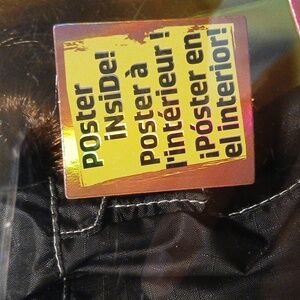 POSTER
iNSiDE!
Poster à
l'intérieur !
¡Póster en
el interior!